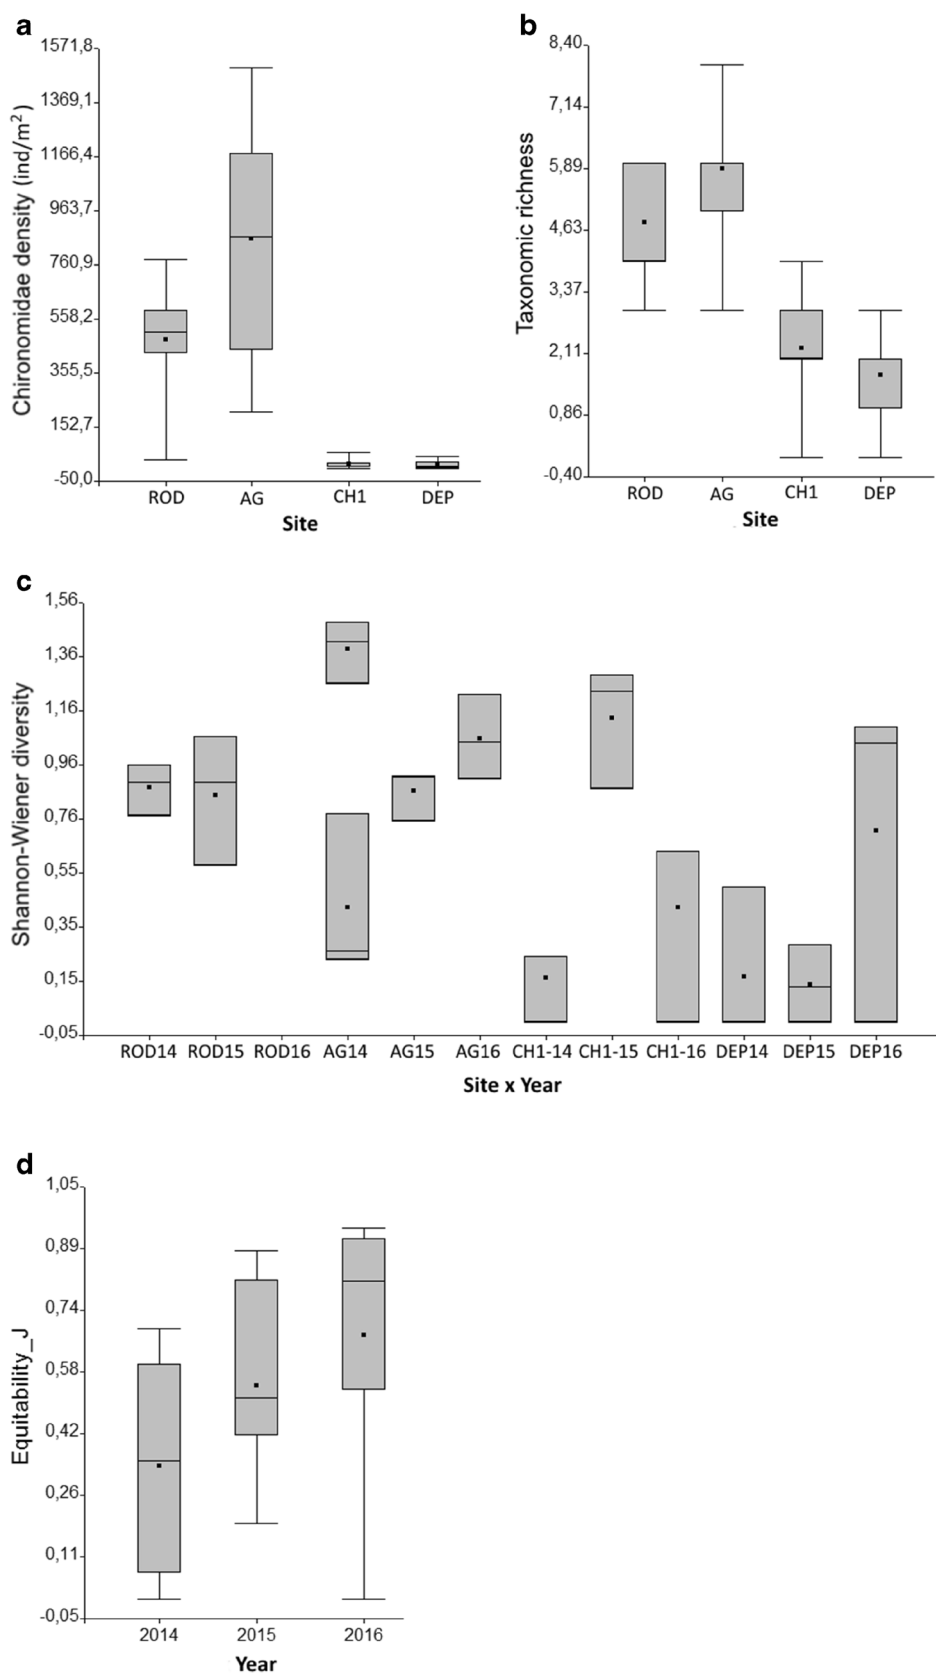 a
1571,8
1369,1
1166,4
963,7
760,9
558,2
355,5
152,7
-50,0
Chironomidae density (ind/m²)
ROD AG CH1 DEP
Site
b
8,40
7,14
5,89
4,63
3,37
2,11
0,86
-0,40
Taxonomic richness
ROD AG CH1 DEP
Site
c
1,56
1,36
1,16
0,96
0,76
0,55
0,35
0,15
-0,05
Shannon-Wiener diversity
ROD14 ROD15 ROD16 AG14 AG15 AG16 CH1-14 CH1-15 CH1-16 DEP14 DEP15 DEP16
Site x Year
d
1,05
0,89
0,74
0,58
0,42
0,26
0,11
-0,05
Equitability_J
2014 2015 2016
Year